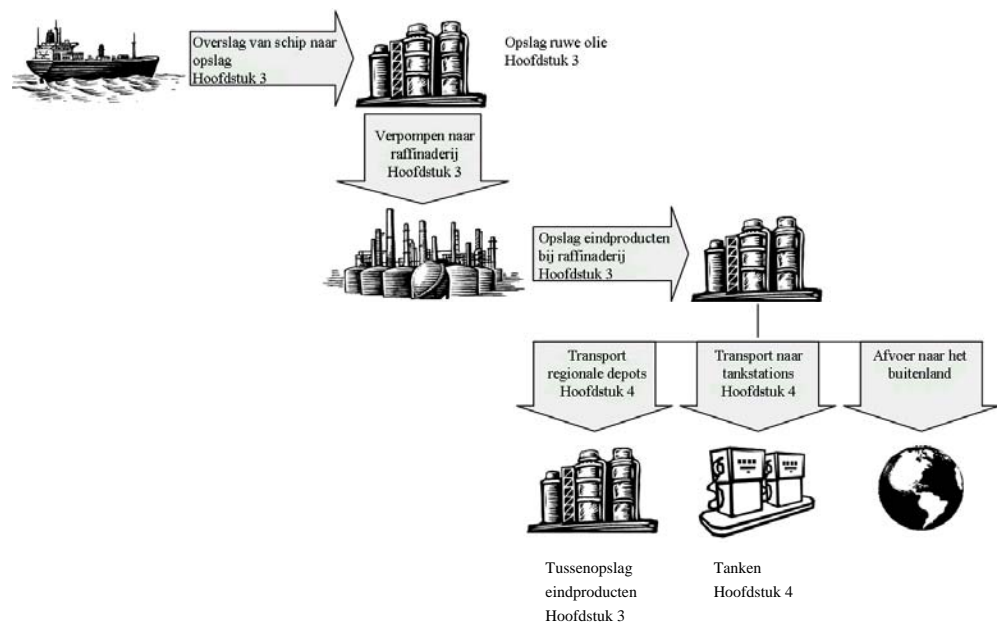 Overslag van schip naar
opslag
Hoofdstuk 3
Opslag ruwe olie
Hoofdstuk 3
Verpompen naar
raffinaderij
Hoofdstuk 3
Opslag eindproducten
bij raffinaderij
Hoofdstuk 3
Transport
regionale depots
Hoofdstuk 4
Transport naar
tankstations
Hoofdstuk 4
Afvoer naar het
buitenland
Tussenopslag
eindproducten
Hoofdstuk 3
Tanken
Hoofdstuk 4